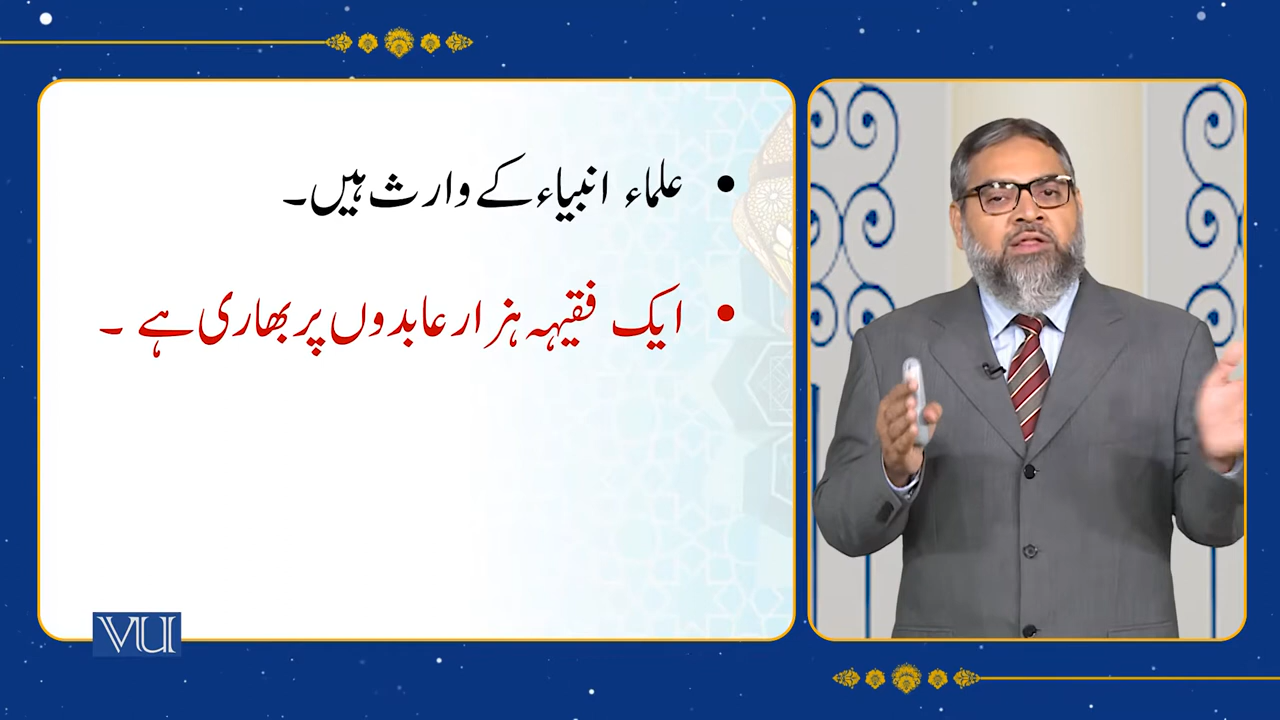 علماء انبیاء کے وارث ہیں۔
ایک فقیہہ ہزار عابدوں پر بھاری ہے ۔
VU